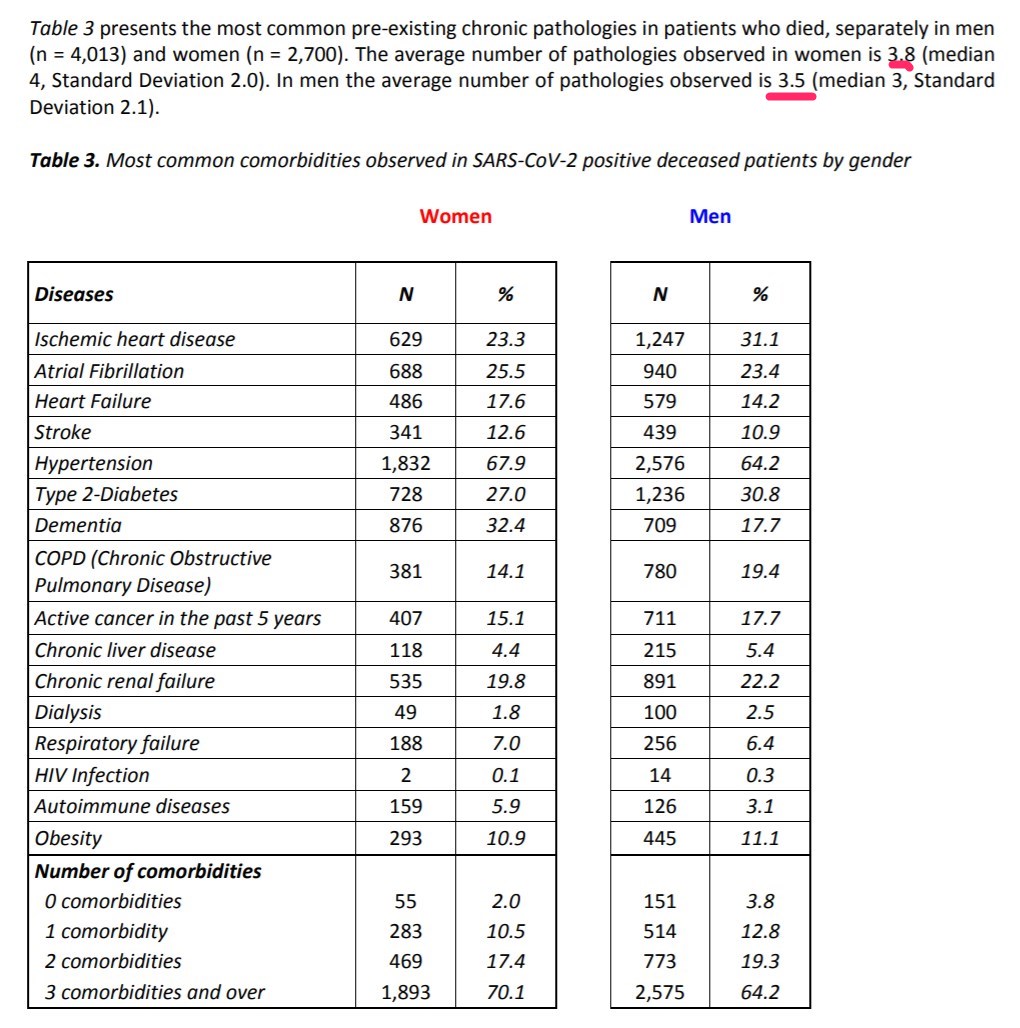 Table 3 presents the most common pre-existing chronic pathologies in patients who died, separately in men
(n = 4,013) and women (n = 2,700). The average number of pathologies observed in women is 3.8 (median
4, Standard Deviation 2.0). In men the average number of pathologies observed is 3.5 (median 3, Standard
Deviation 2.1).
Table 3. Most common comorbidities observed in SARS-CoV-2 positive deceased patients by gender
Women Men
Diseases N % N %
Ischemic heart disease 629 23.3 1,247 31.1
Atrial Fibrillation 688 25.5 940 23.4
Heart Failure 486 17.6 579 14.2
Stroke 341 12.6 439 10.9
Hypertension 1,832 67.9 2,576 64.2
Type 2-Diabetes 728 27.0 1,236 30.8
Dementia 876 32.4 709 17.7
COPD (Chronic Obstructive
Pulmonary Disease) 381 14.1 780 19.4
Active cancer in the past 5 years 407 15.1 711 17.7
Chronic liver disease 118 4.4 215 5.4
Chronic renal failure 535 19.8 891 22.2
Dialysis 49 1.8 100 2.5
Respiratory failure 188 7.0 256 6.4
HIV Infection 2 0.1 14 0.3
Autoimmune diseases 159 5.9 126 3.1
Obesity 293 10.9 445 11.1
Number of comorbidities
0 comorbidities 55 2.0 151 3.8
1 comorbidity 283 10.5 514 12.8
2 comorbidities 469 17.4 773 19.3
3 comorbidities and over 1,893 70.1 2,575 64.2